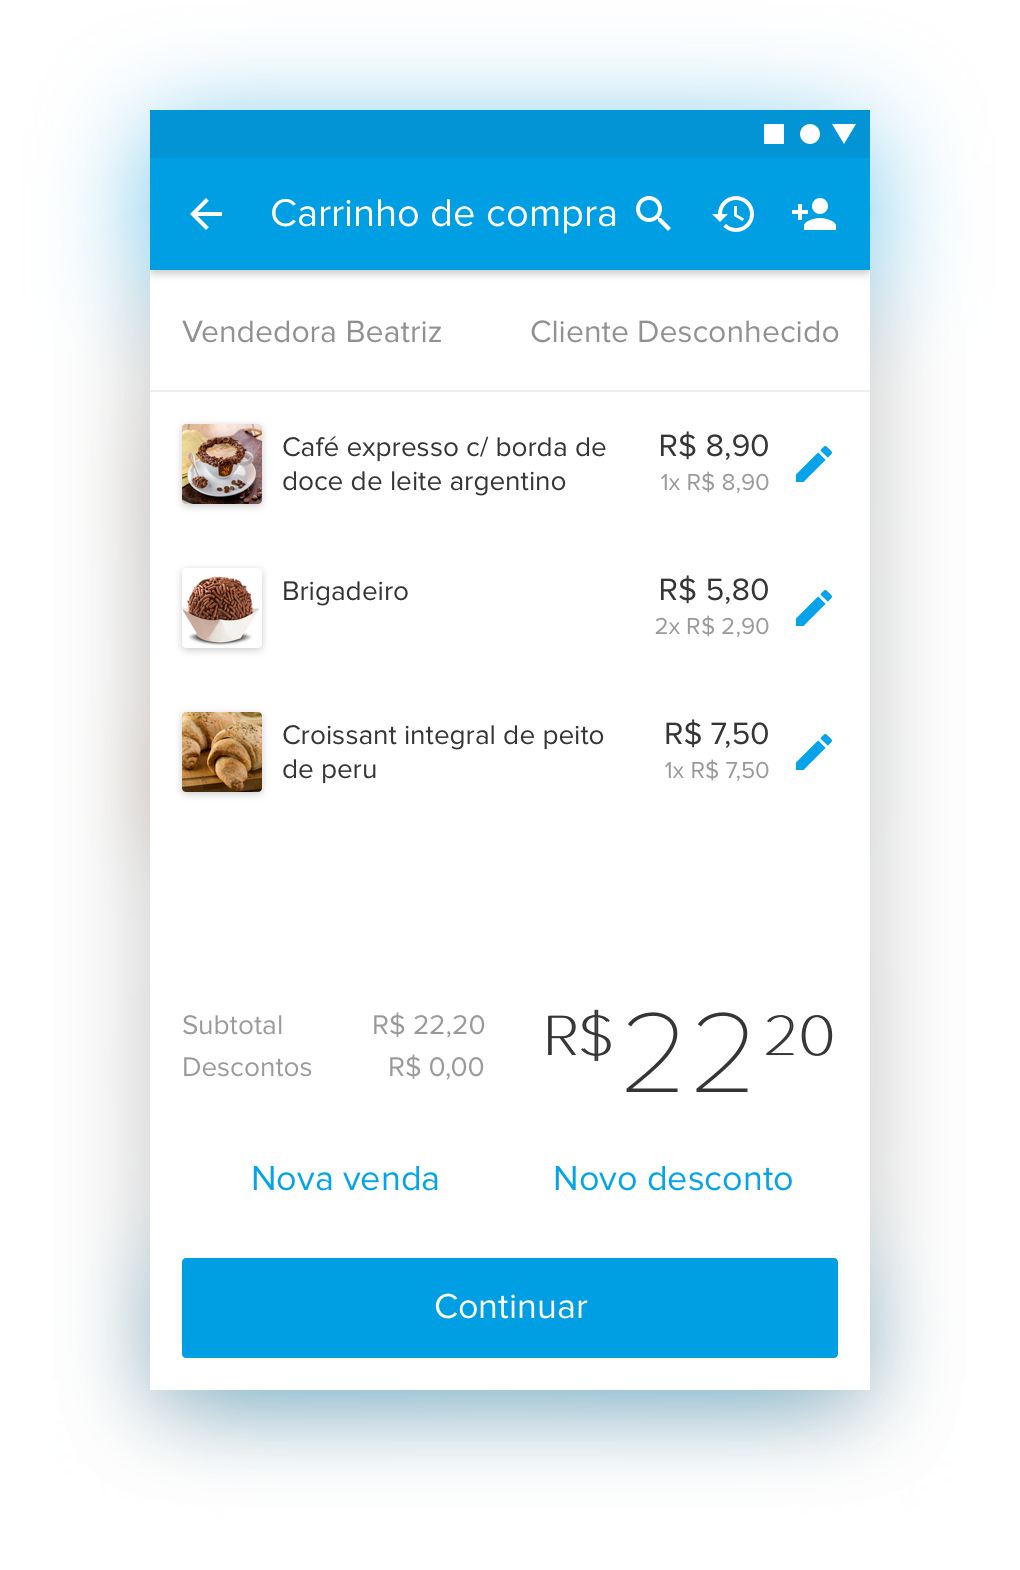 Carrinho de compra
Vendedora Beatriz
Cliente Desconhecido
Café expresso c/ borda de
doce de leite argentino
R$ 8,90
1x R$ 8,90
Brigadeiro
R$ 5,80
2x R$ 2,90
Croissant integral de peito
de peru
R$ 7,50
1x R$ 7,50
Subtotal R$ 22,20
Descontos R$ 0,00
R$ 22 20
Nova venda
Novo desconto
Continuar